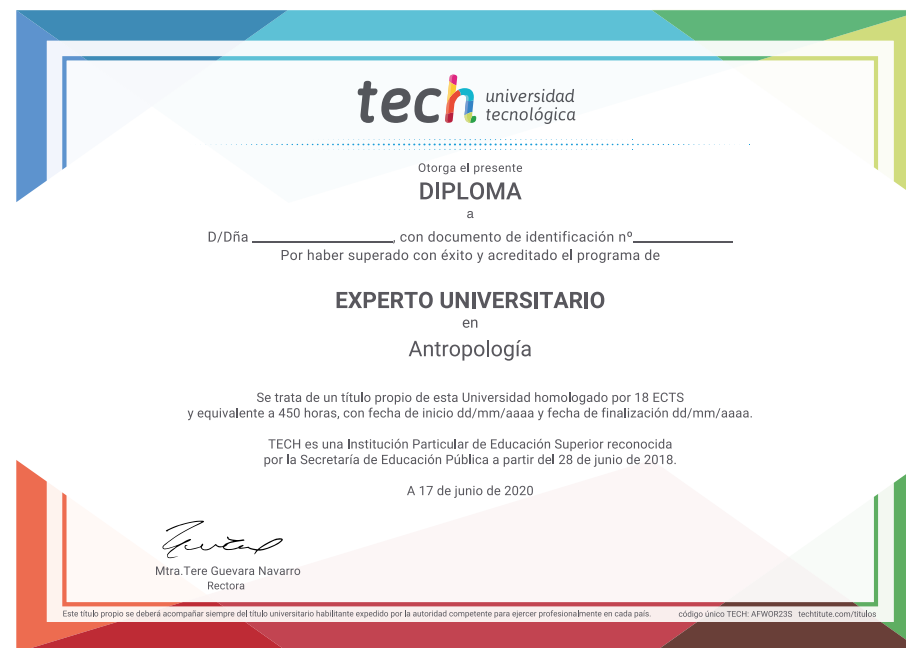 tech universidad
tecnológica
Otorga el presente
DIPLOMA
a
D/Dña ____________________, con documento de identificación nº______________
Por haber superado con éxito y acreditado el programa de
EXPERTO UNIVERSITARIO
en
Antropología
Se trata de un título propio de esta Universidad homologado por 18 ECTS
y equivalente a 450 horas, con fecha de inicio dd/mm/aaaa y fecha de finalización dd/mm/aaaa.
TECH es una Institución Particular de Educación Superior reconocida
por la Secretaría de Educación Pública a partir del 28 de junio de 2018.
A 17 de junio de 2020
Mtra.Tere Guevara Navarro
Rectora
Este título propio se deberá acompañar siempre del título universitario habilitante expedido por la autoridad competente para ejercer profesionalmente en cada país. código único TECH: AFWOR23S techtitute.com/titulos